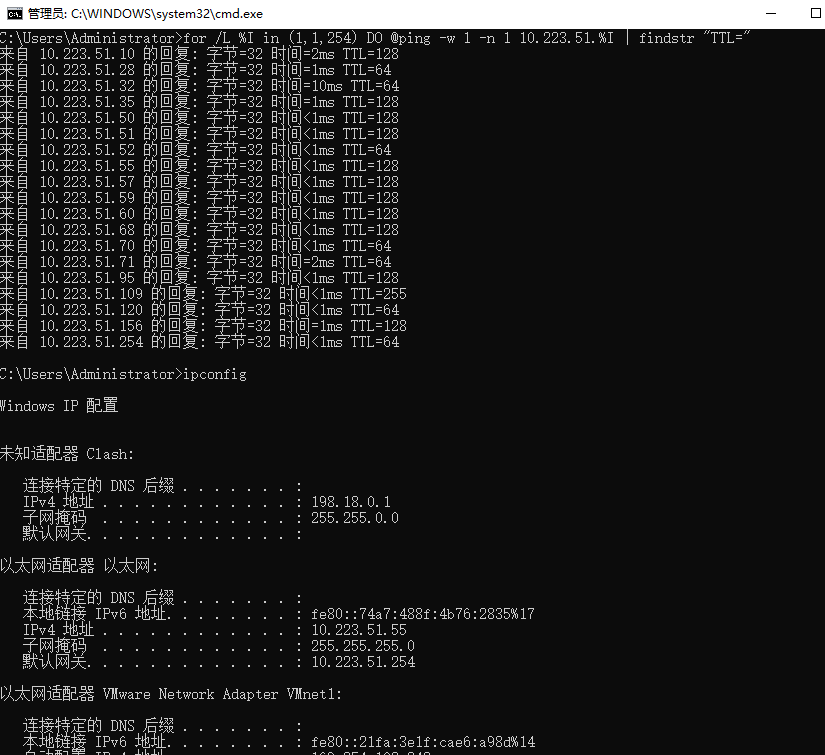 管理员: C:\WINDOWS\system32\cmd.exe
C:\Users\Administrator>for /L %I in (1,1,254) DO @ping -w 1 -n 1 10.223.51.%I | findstr "TTL="
来自 10.223.51.10 的回复: 字节=32 时间=2ms TTL=128
来自 10.223.51.28 的回复: 字节=32 时间=1ms TTL=64
来自 10.223.51.32 的回复: 字节=32 时间=10ms TTL=64
来自 10.223.51.35 的回复: 字节=32 时间=1ms TTL=128
来自 10.223.51.50 的回复: 字节=32 时间<1ms TTL=128
来自 10.223.51.51 的回复: 字节=32 时间<1ms TTL=128
来自 10.223.51.52 的回复: 字节=32 时间<1ms TTL=64
来自 10.223.51.55 的回复: 字节=32 时间<1ms TTL=128
来自 10.223.51.57 的回复: 字节=32 时间<1ms TTL=128
来自 10.223.51.59 的回复: 字节=32 时间<1ms TTL=128
来自 10.223.51.60 的回复: 字节=32 时间<1ms TTL=128
来自 10.223.51.68 的回复: 字节=32 时间<1ms TTL=128
来自 10.223.51.70 的回复: 字节=32 时间<1ms TTL=64
来自 10.223.51.71 的回复: 字节=32 时间=2ms TTL=64
来自 10.223.51.95 的回复: 字节=32 时间<1ms TTL=128
来自 10.223.51.109 的回复: 字节=32 时间<1ms TTL=255
来自 10.223.51.120 的回复: 字节=32 时间<1ms TTL=64
来自 10.223.51.156 的回复: 字节=32 时间=1ms TTL=128
来自 10.223.51.254 的回复: 字节=32 时间<1ms TTL=64
C:\Users\Administrator>ipconfig
Windows IP 配置
未知适配器 Clash:
连接特定的 DNS 后缀 . . . . . . . :
IPv4 地址 . . . . . . . . . . . . : 198.18.0.1
子网掩码 . . . . . . . . . . . . : 255.255.0.0
默认网关. . . . . . . . . . . . . :
以太网适配器 以太网:
连接特定的 DNS 后缀 . . . . . . . :
本地链接 IPv6 地址. . . . . . . . : fe80::74a7:488f:4b76:2835%17
IPv4 地址 . . . . . . . . . . . . : 10.223.51.55
子网掩码 . . . . . . . . . . . . : 255.255.255.0
默认网关. . . . . . . . . . . . . : 10.223.51.254
以太网适配器 VMware Network Adapter VMnet1:
连接特定的 DNS 后缀 . . . . . . . :
本地链接 IPv6 地址. . . . . . . . : fe80::21fa:3e1f:cae6:a98d%14